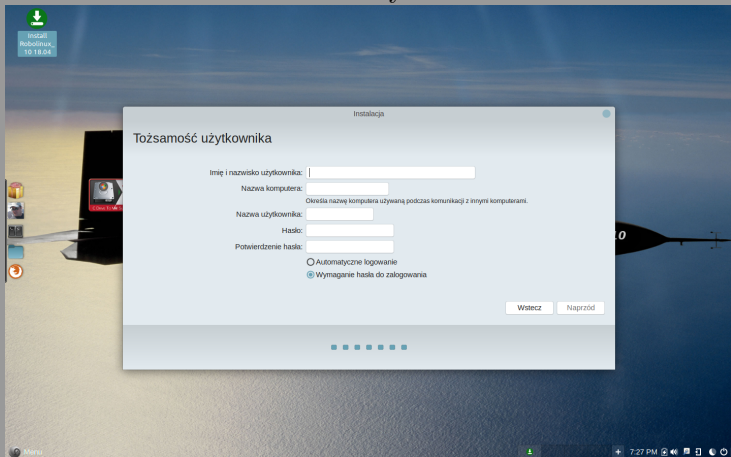 Install
Robolinux_
10 18.04
Instalacja
Tożsamość użytkownika
Imię i nazwisko użytkownika:
Nazwa komputera:
Określa nazwę komputera używaną podczas komunikacji z innymi komputerami.
Nazwa użytkownika:
Hasło:
Potwierdzenie hasła:
Automatyczne logowanie
Wymaganie hasła do zalogowania
Wstecz
Naprzód
10
Menu
7:27 PM